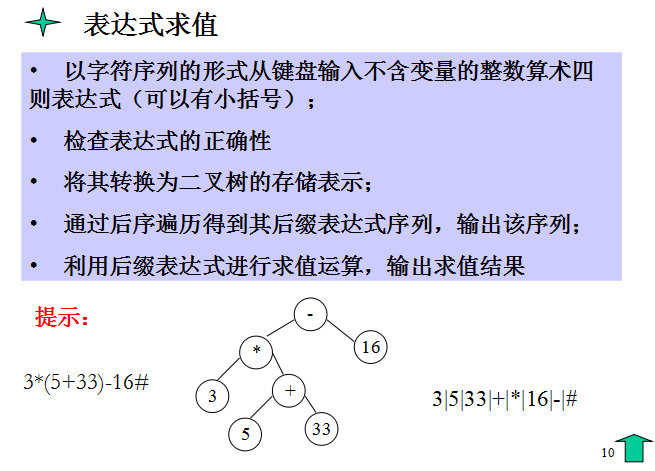 表达式求值
• 以字符序列的形式从键盘输入不含变量的整数算术四
则表达式（可以有小括号）；
• 检查表达式的正确性
• 将其转换为二叉树的存储表示；
• 通过后序遍历得到其后缀表达式序列，输出该序列；
• 利用后缀表达式进行求值运算，输出求值结果
提示：
-
*
16
3*(5+33)-16#
3
+
3|5|33|+|*|16|-|#
5
33
10